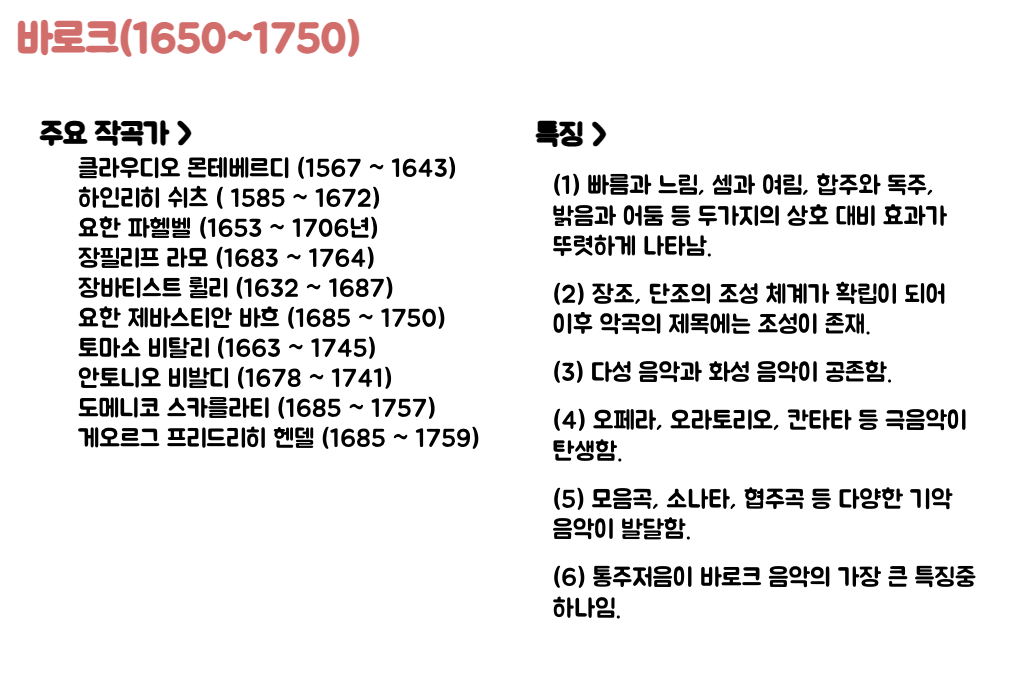 바로크(1650~1750)
주요 작곡가 >
클라우디오 몬테베르디 (1567 ~ 1643)
하인리히 쉬츠 ( 1585 ~ 1672)
요한 파헬벨 (1653 ~ 1706년)
장필리프 라모 (1683 ~ 1764)
장바티스트 륄리 (1632 ~ 1687)
요한 제바스티안 바흐 (1685 ~ 1750)
토마소 비탈리 (1663 ~ 1745)
안토니오 비발디 (1678 ~ 1741)
도메니코 스카를라티 (1685 ~ 1757)
게오르그 프리드리히 헨델 (1685 ~ 1759)
특징 >
(1) 빠름과 느림, 셈과 여림, 합주와 독주,
밝음과 어둠 등 두가지의 상호 대비 효과가
뚜렷하게 나타남.
(2) 장조, 단조의 조성 체계가 확립이 되어
이후 악곡의 제목에는 조성이 존재.
(3) 다성 음악과 화성 음악이 공존함.
(4) 오페라, 오라토리오, 칸타타 등 극음악이
탄생함.
(5) 모음곡, 소나타, 협주곡 등 다양한 기악
음악이 발달함.
(6) 통주저음이 바로크 음악의 가장 큰 특징중
하나임.